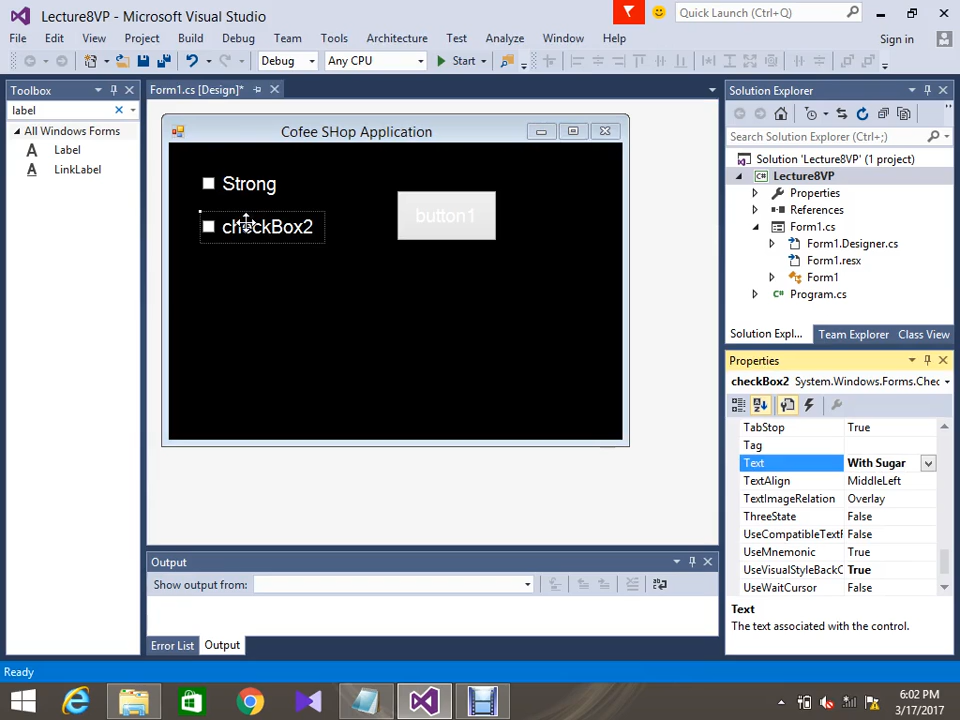 Lecture8VP - Microsoft Visual Studio
Quick Launch (Ctrl+Q)
File Edit View Project Build Debug Team Tools Architecture Test Analyze Window Help
Sign in
Debug Any CPU Start
Toolbox
label
All Windows Forms
A Label
A LinkLabel
Form1.cs [Design]*
Cofee SHop Application
Strong
checkBox2
button1
Output
Show output from:
Error List Output
Solution Explorer
Search Solution Explorer (Ctrl+;)
Solution 'Lecture8VP' (1 project)
C# Lecture8VP
Properties
References
Form1.cs
Form1.Designer.cs
Form1.resx
Form1
C# Program.cs
Solution Expl... Team Explorer Class View
Properties
checkBox2 System.Windows.Forms.Chec
TabStop True
Tag
Text With Sugar
TextAlign MiddleLeft
TextImageRelation Overlay
ThreeState False
UseCompatibleTextF False
UseMnemonic True
UseVisualStyleBackC True
UseWaitCursor False
Text
The text associated with the control.
Ready
6:02 PM
3/17/2017